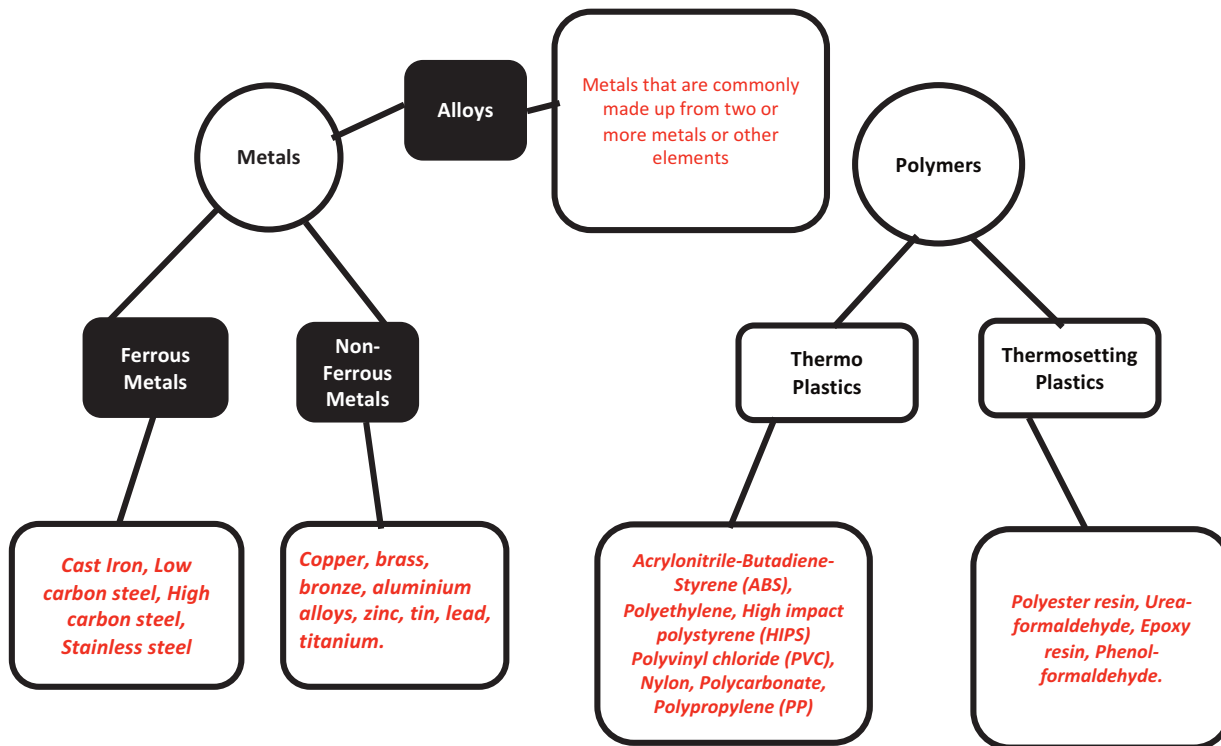 Metals
Alloys
Metals that are commonly
made up from two or
more metals or other
elements
Polymers
Ferrous
Metals
Non-
Ferrous
Metals
Thermo
Plastics
Thermosetting
Plastics
Cast Iron, Low
carbon steel, High
carbon steel,
Stainless steel
Copper, brass,
bronze, aluminium
alloys, zinc, tin, lead,
titanium.
Acrylonitrile-Butadiene-
Styrene (ABS),
Polyethylene, High impact
polystyrene (HIPS)
Polyvinyl chloride (PVC),
Nylon, Polycarbonate,
Polypropylene (PP)
Polyester resin, Urea-
formaldehyde, Epoxy
resin, Phenol-
formaldehyde.